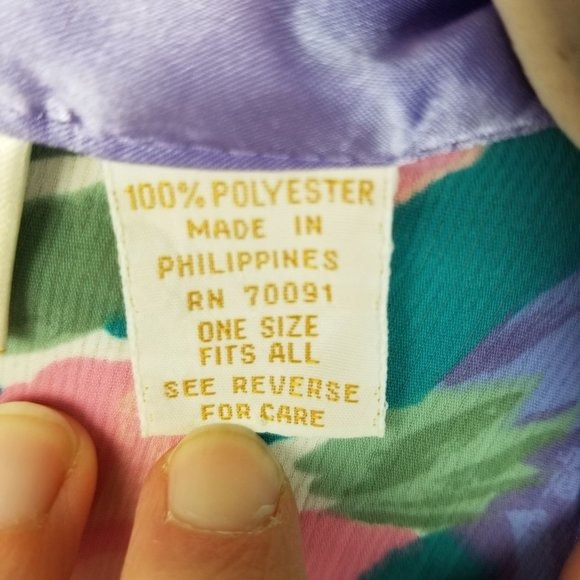 100% POLYESTER
MADE IN
PHILIPPINES
RN 70091
ONE SIZE
FITS ALL
SEE REVERSE
FOR CARE